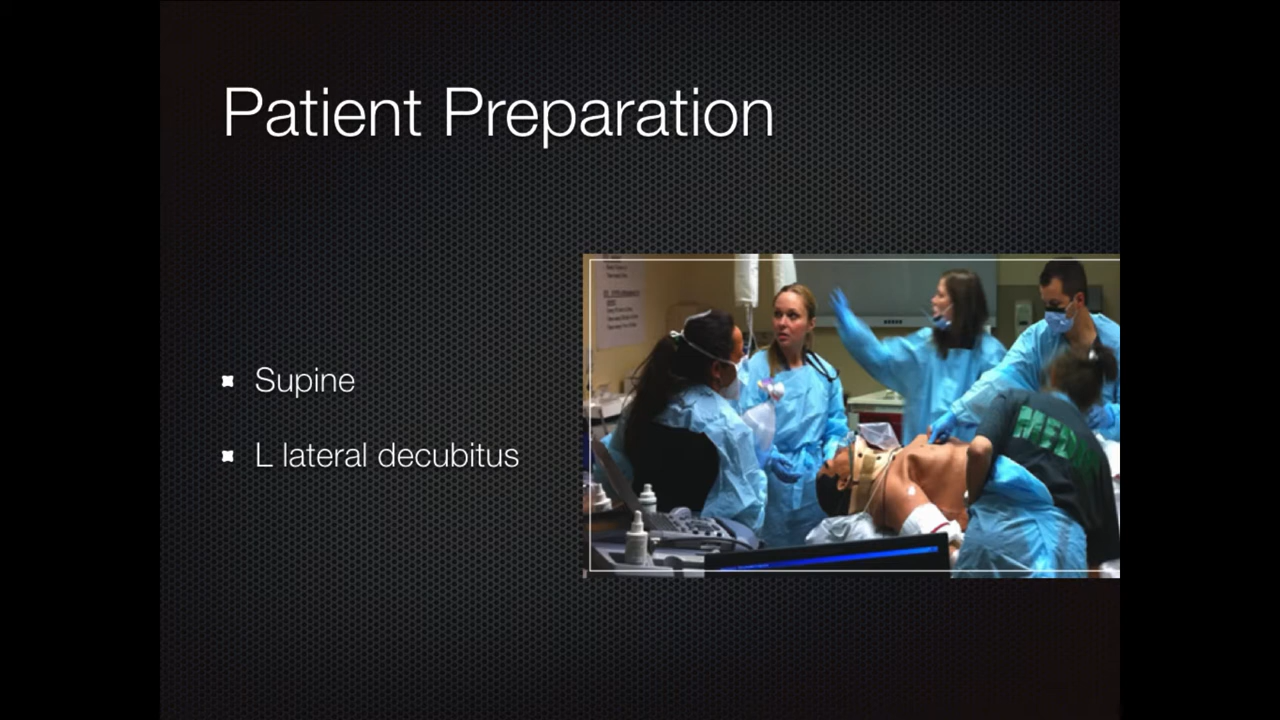 Patient Preparation
Supine
L lateral decubitus